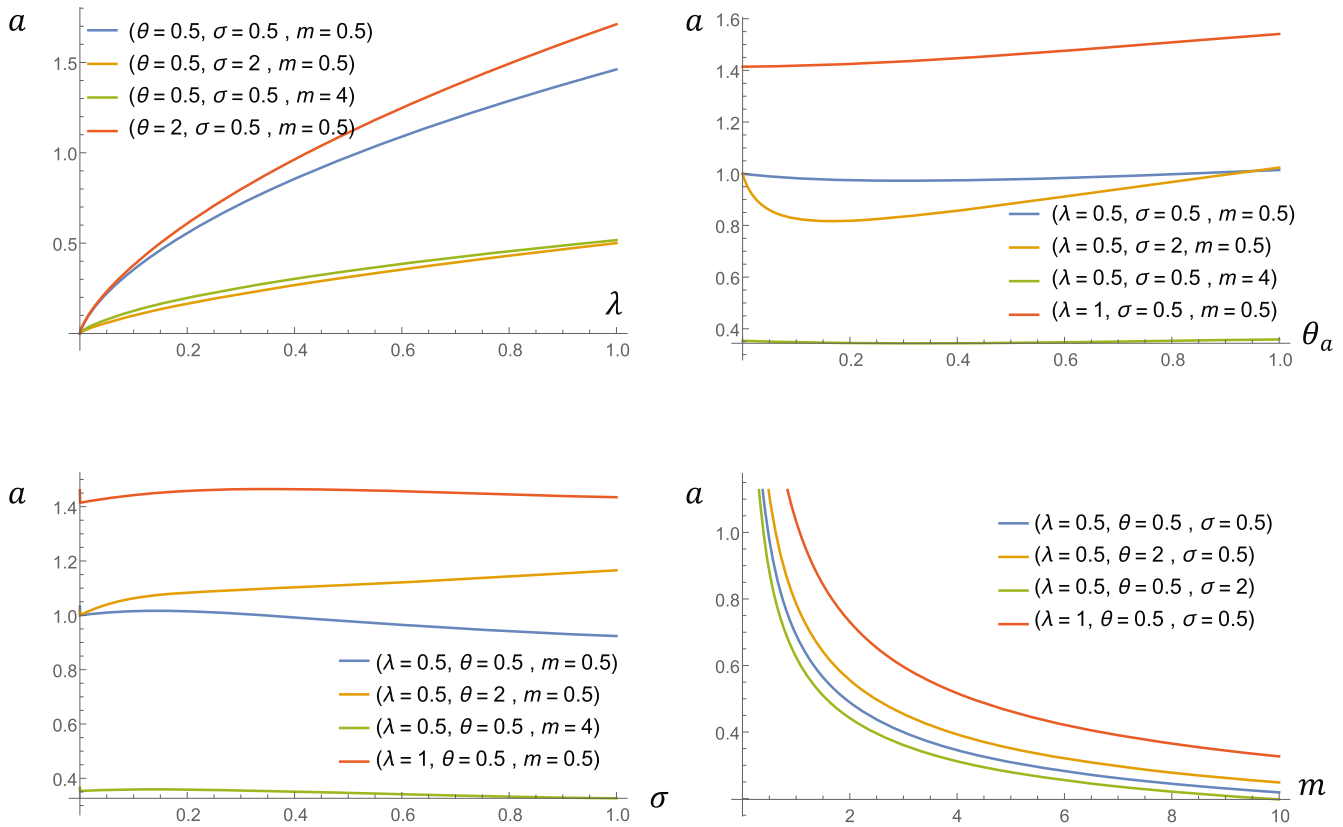 a
(θ = 0.5, σ = 0.5 , m = 0.5)
(θ = 0.5, σ = 2 , m = 0.5)
(θ = 0.5, σ = 0.5 , m = 4)
(θ = 2, σ = 0.5 , m = 0.5)
1.5
1.0
0.5
λ
0.2 0.4 0.6 0.8 1.0
a
1.6
1.4
1.2
1.0
0.8
0.6
0.4
(λ = 0.5, σ = 0.5 , m = 0.5)
(λ = 0.5, σ = 2, m = 0.5)
(λ = 0.5, σ = 0.5 , m = 4)
(λ = 1, σ = 0.5 , m = 0.5)
θa
0.2 0.4 0.6 0.8 1.0
a
1.4
1.2
1.0
0.8
0.6
0.4
(λ = 0.5, θ = 0.5 , m = 0.5)
(λ = 0.5, θ = 2 , m = 0.5)
(λ = 0.5, θ = 0.5 , m = 4)
(λ = 1, θ = 0.5 , m = 0.5)
σ
0.2 0.4 0.6 0.8 1.0
a
1.0
0.8
0.6
0.4
(λ = 0.5, θ = 0.5 , σ = 0.5)
(λ = 0.5, θ = 2 , σ = 0.5)
(λ = 0.5, θ = 0.5 , σ = 2)
(λ = 1, θ = 0.5 , σ = 0.5)
m
2 4 6 8 10